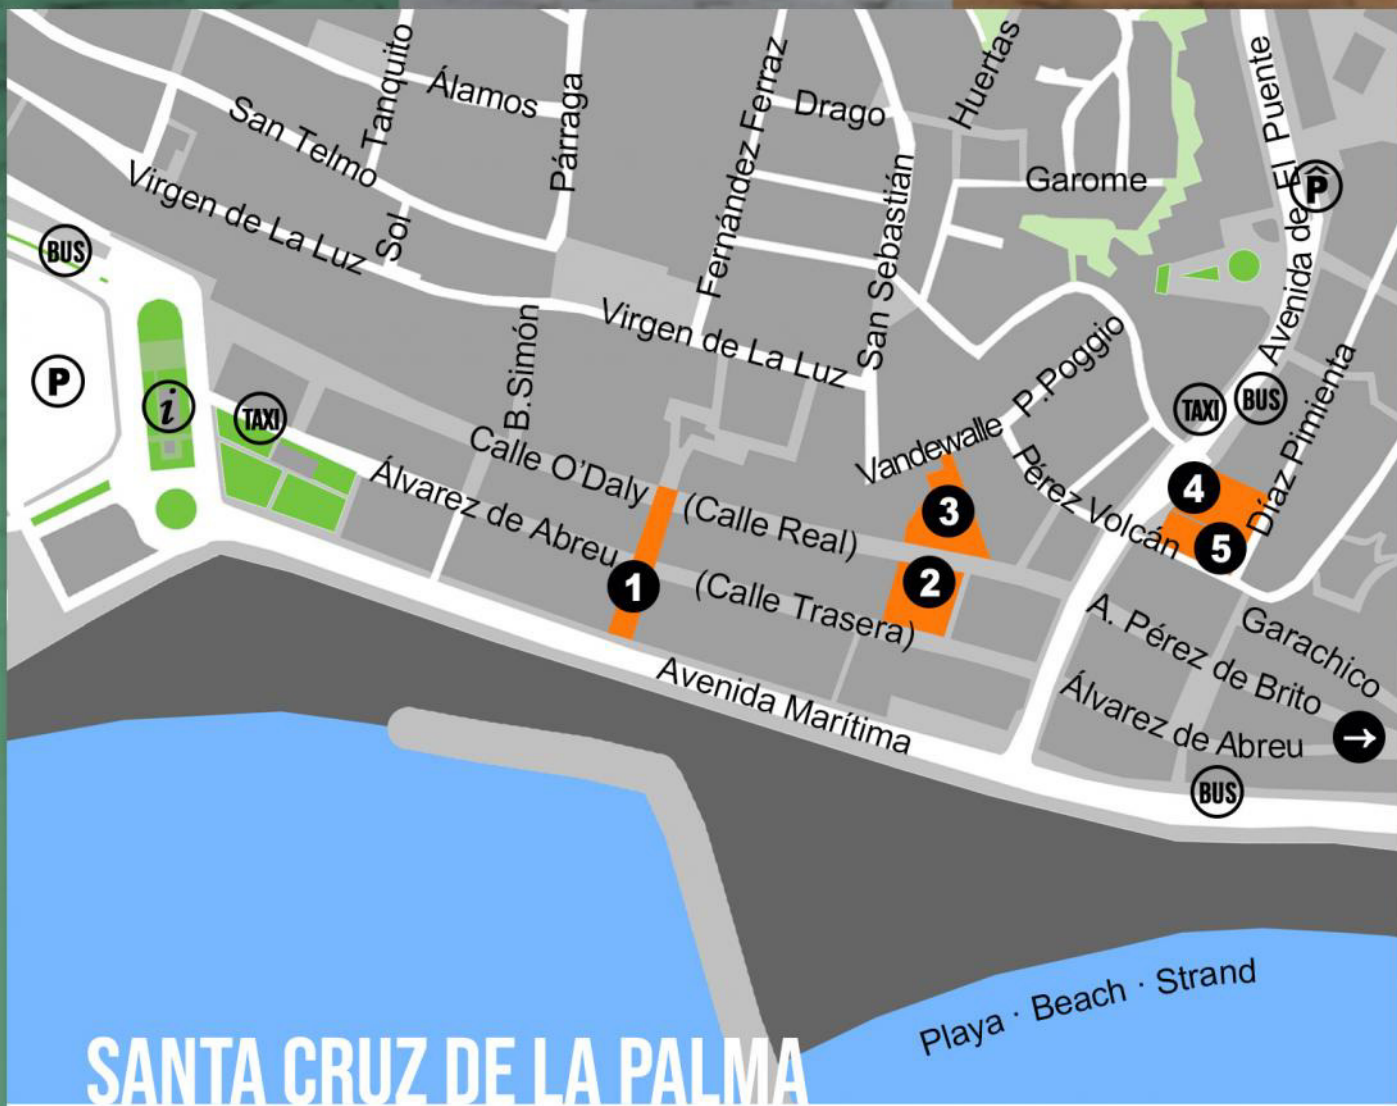 Tanquito
Álamos
Párraga
Fernández Ferraz
Drago
Huertas
Avenida de El Puente
San Telmo
Garome
P
Virgen de La Luz
Sol
San Sebastián
BUS
B.Simón
Virgen de La Luz
P.Poggio
P
i
TAXI
TAXI
BUS
Díaz Pimienta
Calle O'Daly
(Calle Real)
Vandewalle
Pérez Volcán
Álvarez de Abreu
(Calle Trasera)
1
2
3
4
5
Garachico
A. Pérez de Brito
Álvarez de Abreu
→
Avenida Marítima
BUS
Playa · Beach · Strand
SANTA CRUZ DE LA PALMA